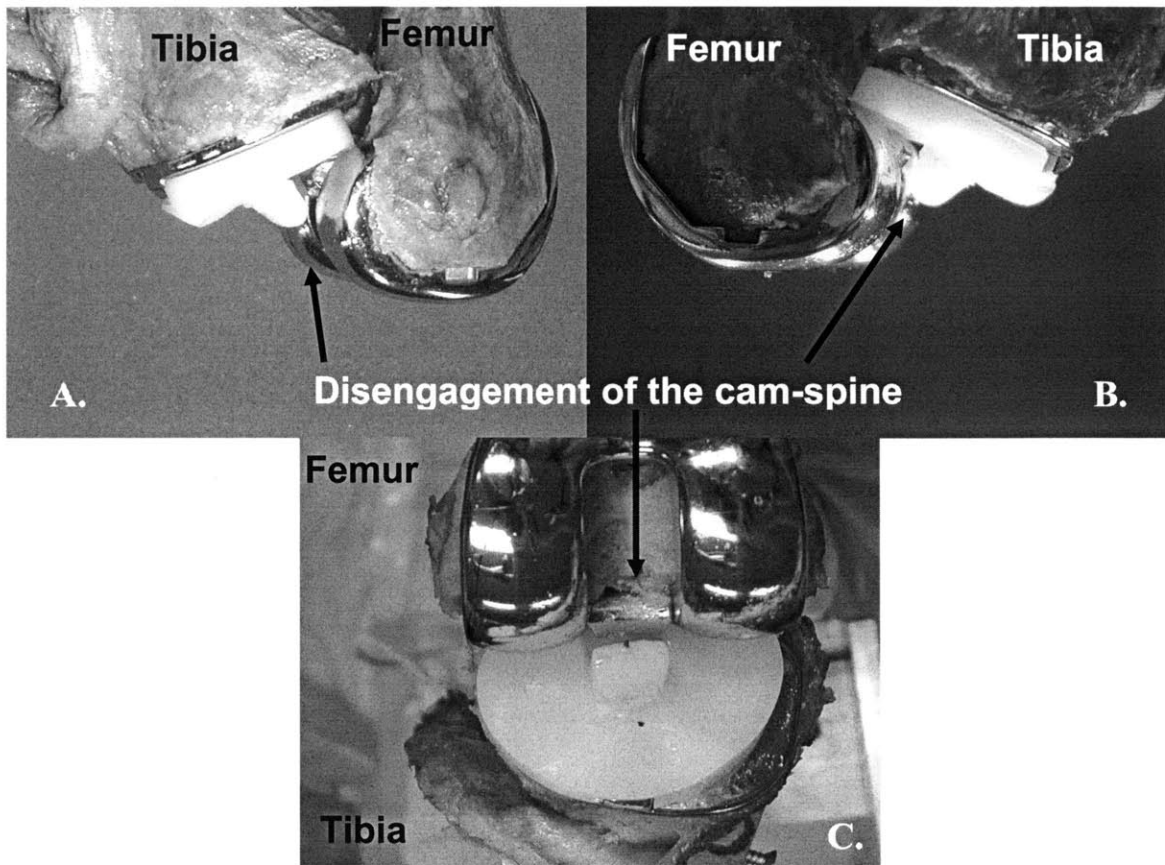 Tibia
Femur
Femur
Tibia
A.
Disengagement of the cam-spine
B.
Femur
Tibia
C.